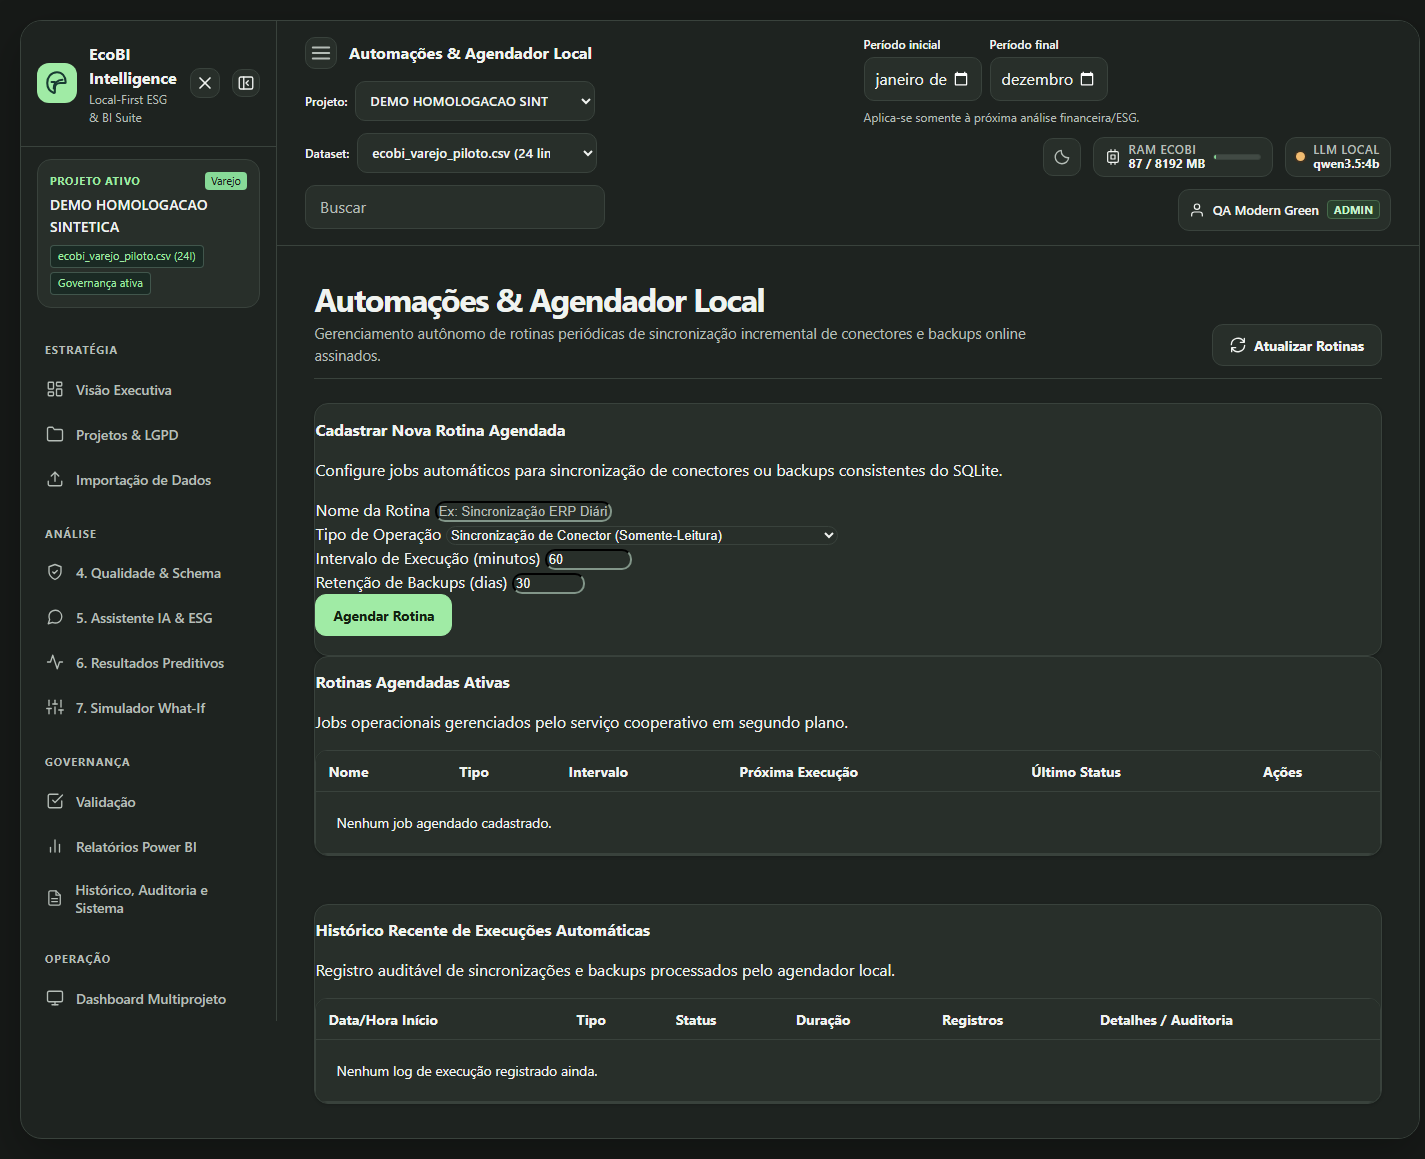 EcoBI
Intelligence
Local-First ESG
& BI Suite
PROJETO ATIVO
Varejo
DEMO HOMOLOGACAO
SINTETICA
ecobi_varejo_piloto.csv (24l)
Governança ativa
ESTRATÉGIA
Visão Executiva
Projetos & LGPD
Importação de Dados
ANÁLISE
4. Qualidade & Schema
5. Assistente IA & ESG
6. Resultados Preditivos
7. Simulador What-If
GOVERNANÇA
Validação
Relatórios Power BI
Histórico, Auditoria e
Sistema
OPERAÇÃO
Dashboard Multiprojeto
Automações & Agendador Local
Projeto: DEMO HOMOLOGACAO SINT
Dataset: ecobi_varejo_piloto.csv (24 lin
Buscar
Período inicial
Período final
janeiro de
dezembro
Aplica-se somente à próxima análise financeira/ESG.
RAM ECOBI
87 / 8192 MB
LLM LOCAL
qwen3.5:4b
QA Modern Green ADMIN
Automações & Agendador Local
Gerenciamento autônomo de rotinas periódicas de sincronização incremental de conectores e backups online
assinados.
Atualizar Rotinas
Cadastrar Nova Rotina Agendada
Configure jobs automáticos para sincronização de conectores ou backups consistentes do SQLite.
Nome da Rotina Ex: Sincronização ERP Diári
Tipo de Operação Sincronização de Conector (Somente-Leitura)
Intervalo de Execução (minutos) 60
Retenção de Backups (dias) 30
Agendar Rotina
Rotinas Agendadas Ativas
Jobs operacionais gerenciados pelo serviço cooperativo em segundo plano.
Nome Tipo Intervalo Próxima Execução Último Status Ações
Nenhum job agendado cadastrado.
Histórico Recente de Execuções Automáticas
Registro auditável de sincronizações e backups processados pelo agendador local.
Data/Hora Início Tipo Status Duração Registros Detalhes / Auditoria
Nenhum log de execução registrado ainda.